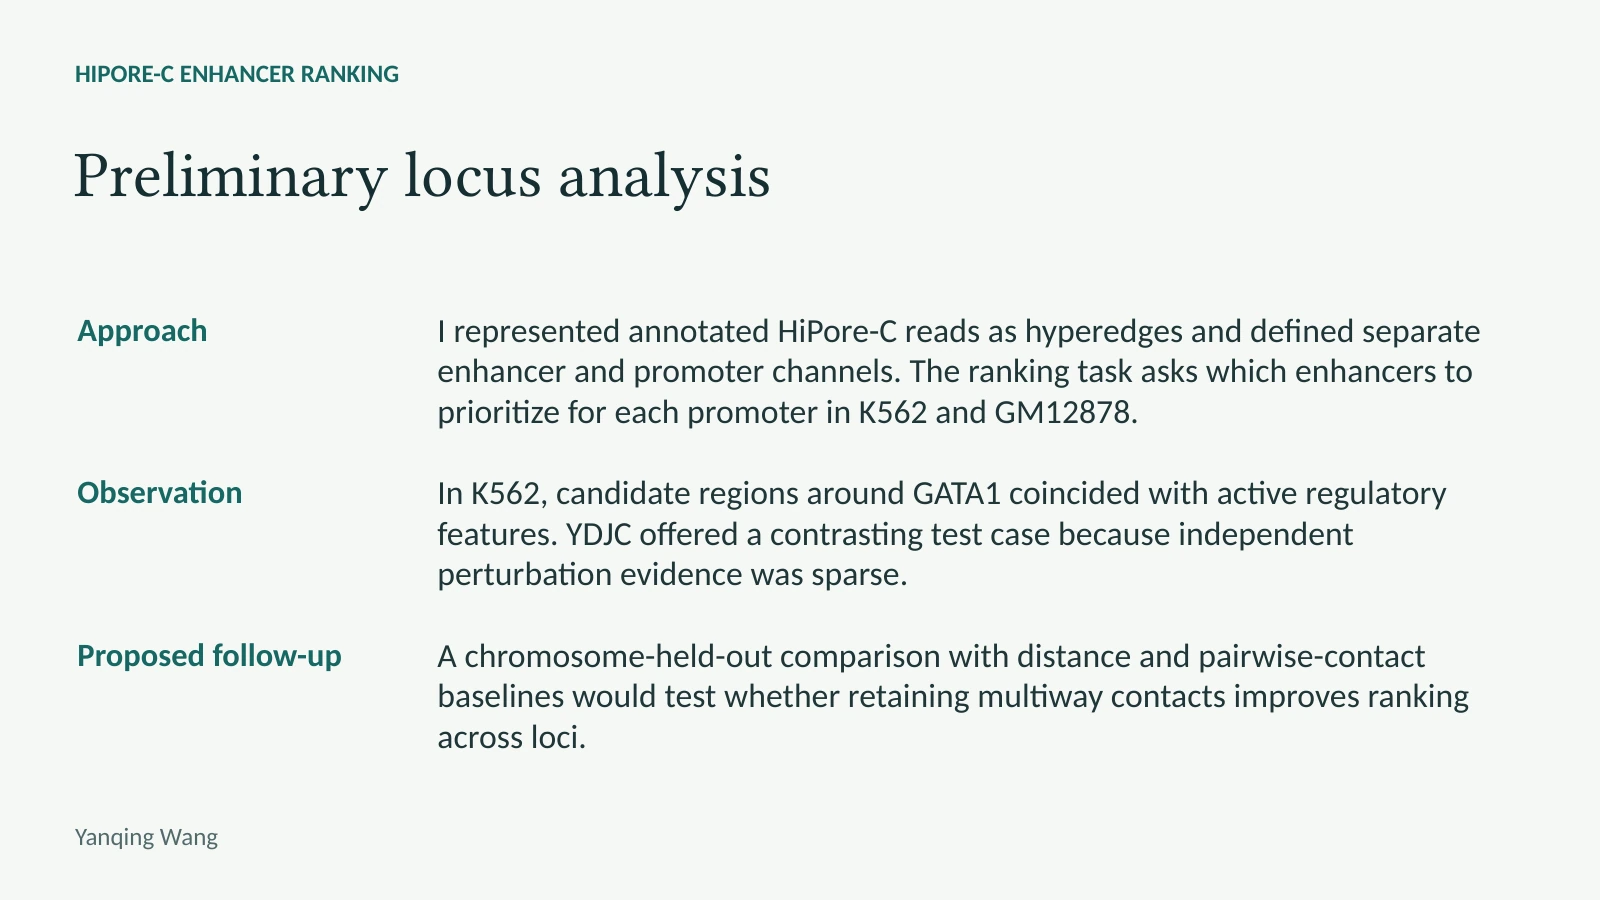 HIPORE-C ENHANCER RANKING
Preliminary locus analysis
Approach
I represented annotated HiPore-C reads as hyperedges and defined separate
enhancer and promoter channels. The ranking task asks which enhancers to
prioritize for each promoter in K562 and GM12878.
Observation
In K562, candidate regions around GATA1 coincided with active regulatory
features. YDJC offered a contrasting test case because independent
perturbation evidence was sparse.
Proposed follow-up
A chromosome-held-out comparison with distance and pairwise-contact
baselines would test whether retaining multiway contacts improves ranking
across loci.
Yanqing Wang